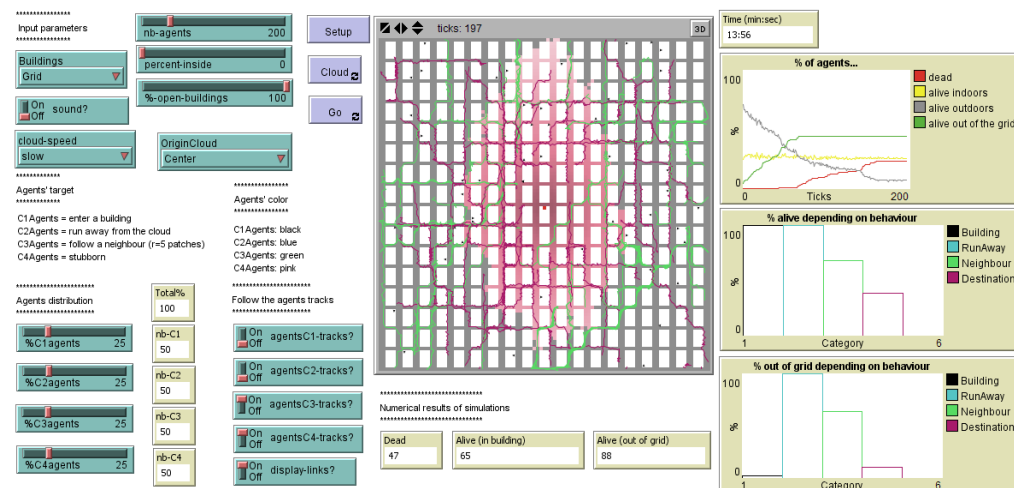 ****************
Input parameters
****************
nb-agents 200
percent-inside 0
%-open-buildings 100
Buildings
Grid
On
Off
sound?
cloud-speed
slow
OriginCloud
Center
Setup
Cloud
Go
*************
Agents' target
*************
C1Agents = enter a building
C2Agents = run away from the cloud
C3Agents = follow a neighbour (r=5 patches)
C4Agents = stubborn
****************
Agents' color
****************
C1Agents: black
C2Agents: blue
C3Agents: green
C4Agents: pink
***********************
Agents distribution
***********************
%C1agents 25
%C2agents 25
%C3agents 25
%C4agents 25
Total%
100
nb-C1
50
nb-C2
50
nb-C3
50
nb-C4
50
***********************
Follow the agents tracks
***********************
On
Off
agentsC1-tracks?
On
Off
agentsC2-tracks?
On
Off
agentsC3-tracks?
On
Off
agentsC4-tracks?
On
Off
display-links?
ticks: 197
3D
******************************
Numerical results of simulations
******************************
Dead
47
Alive (in building)
65
Alive (out of grid)
88
Time (min:sec)
13:56
% of agents...
100
%
0
0
Ticks
200
dead
alive indoors
alive outdoors
alive out of the grid
% alive depending on behaviour
100
%
0
1
Category
6
Building
RunAway
Neighbour
Destination
% out of grid depending on behaviour
100
%
0
1
Category
6
Building
RunAway
Neighbour
Destination